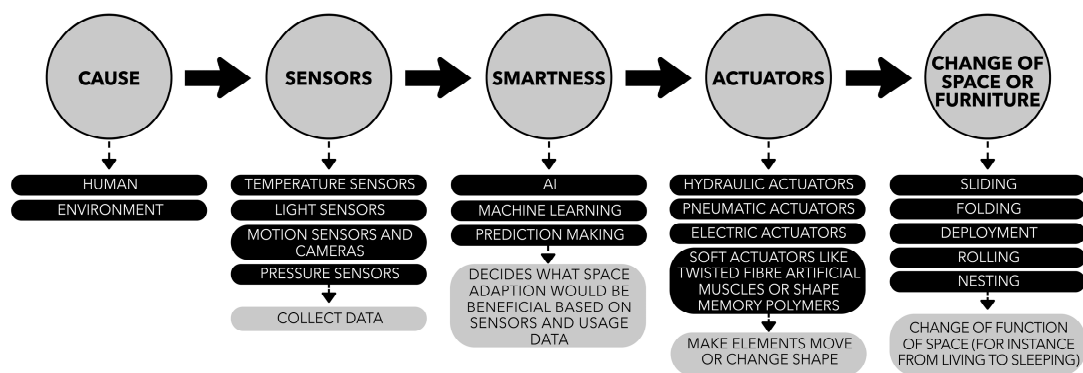 CAUSE
HUMAN
ENVIRONMENT
SENSORS
TEMPERATURE SENSORS
LIGHT SENSORS
MOTION SENSORS AND
CAMERAS
PRESSURE SENSORS
COLLECT DATA
SMARTNESS
AI
MACHINE LEARNING
PREDICTION MAKING
DECIDES WHAT SPACE
ADAPTION WOULD BE
BENEFICIAL BASED ON
SENSORS AND USAGE
DATA
ACTUATORS
HYDRAULIC ACTUATORS
PNEUMATIC ACTUATORS
ELECTRIC ACTUATORS
SOFT ACTUATORS LIKE
TWISTED FIBRE ARTIFICIAL
MUSCLES OR SHAPE
MEMORY POLYMERS
MAKE ELEMENTS MOVE
OR CHANGE SHAPE
CHANGE OF
SPACE OR
FURNITURE
SLIDING
FOLDING
DEPLOYMENT
ROLLING
NESTING
CHANGE OF FUNCTION
OF SPACE (FOR INSTANCE
FROM LIVING TO SLEEPING)